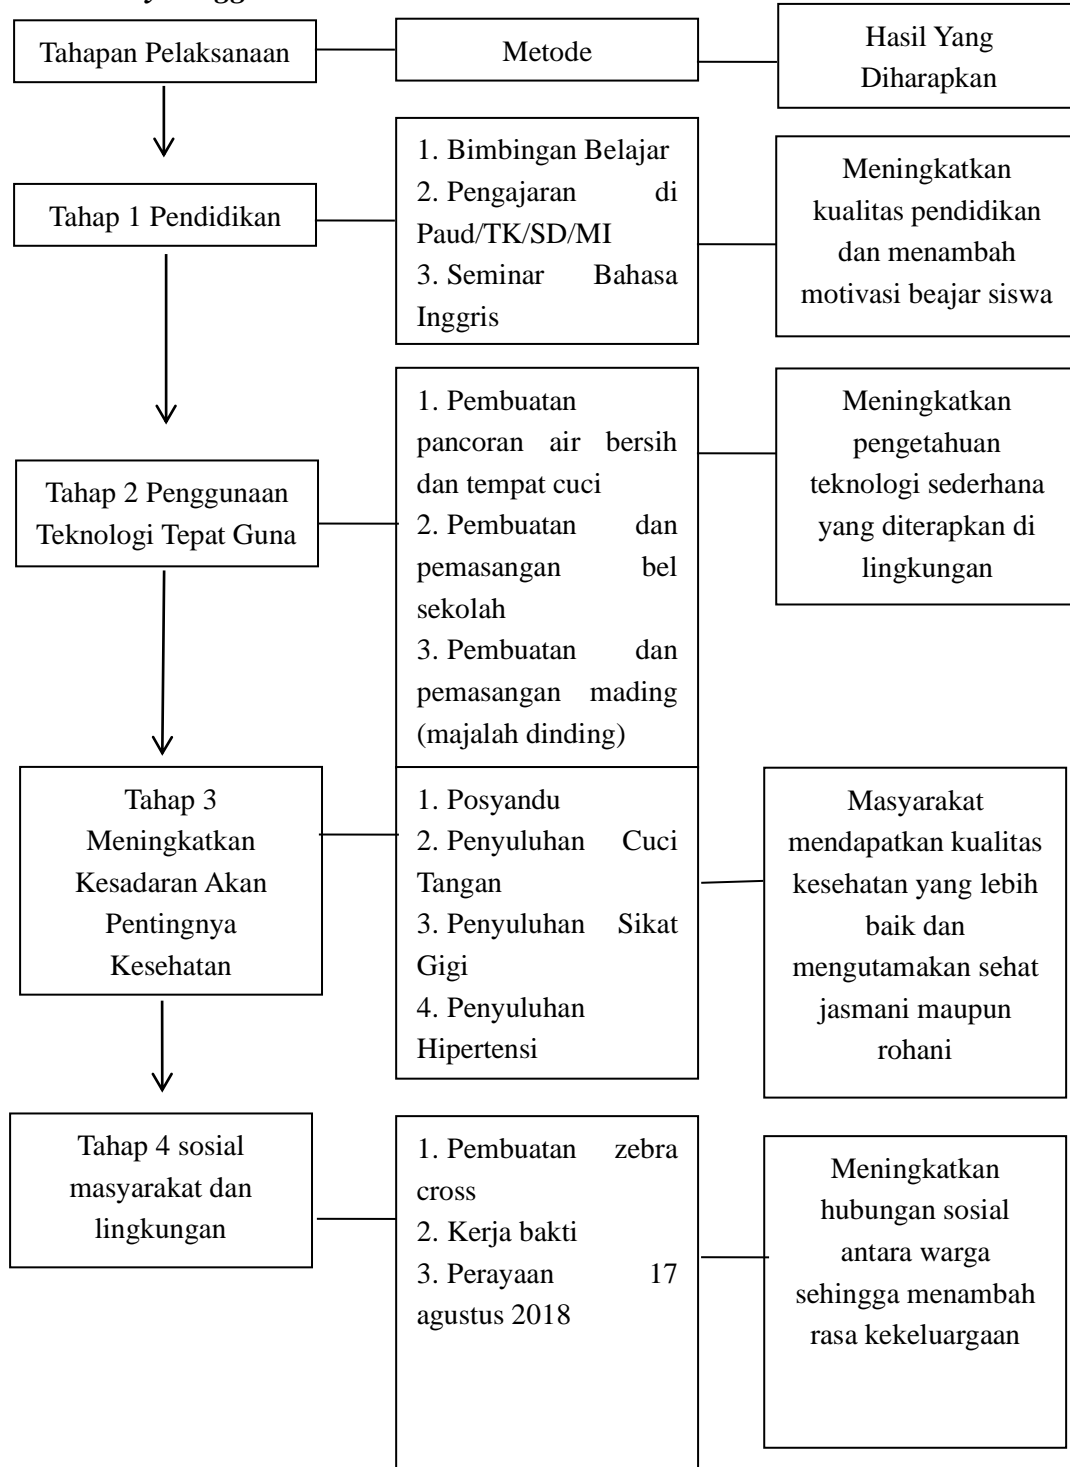 Tahapan Pelaksanaan
Metode
Hasil Yang
Diharapkan
Tahap 1 Pendidikan
1. Bimbingan Belajar
2. Pengajaran di
Paud/TK/SD/MI
3. Seminar Bahasa
Inggris
Meningkatkan
kualitas pendidikan
dan menambah
motivasi beajar siswa
Tahap 2 Penggunaan
Teknologi Tepat Guna
1. Pembuatan
pancoran air bersih
dan tempat cuci
2. Pembuatan dan
pemasangan bel
sekolah
3. Pembuatan dan
pemasangan mading
(majalah dinding)
Meningkatkan
pengetahuan
teknologi sederhana
yang diterapkan di
lingkungan
Tahap 3
Meningkatkan
Kesadaran Akan
Pentingnya
Kesehatan
1. Posyandu
2. Penyuluhan Cuci
Tangan
3. Penyuluhan Sikat
Gigi
4. Penyuluhan
Hipertensi
Masyarakat
mendapatkan kualitas
kesehatan yang lebih
baik dan
mengutamakan sehat
jasmani maupun
rohani
Tahap 4 sosial
masyarakat dan
lingkungan
1. Pembuatan zebra
cross
2. Kerja bakti
3. Perayaan 17
agustus 2018
Meningkatkan
hubungan sosial
antara warga
sehingga menambah
rasa kekeluargaan